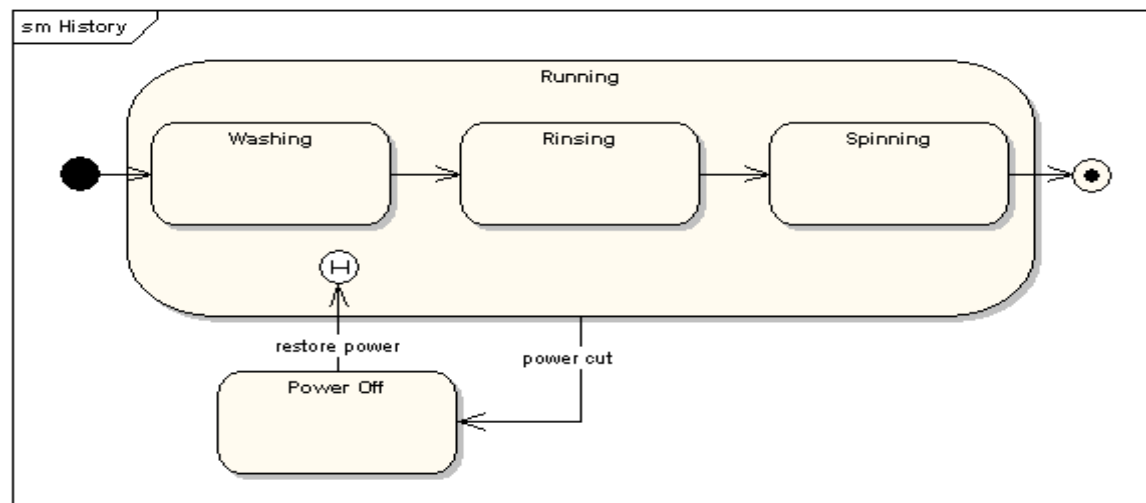 sm History
Running
Washing
Rinsing
Spinning
H
restore power
power cut
Power Off